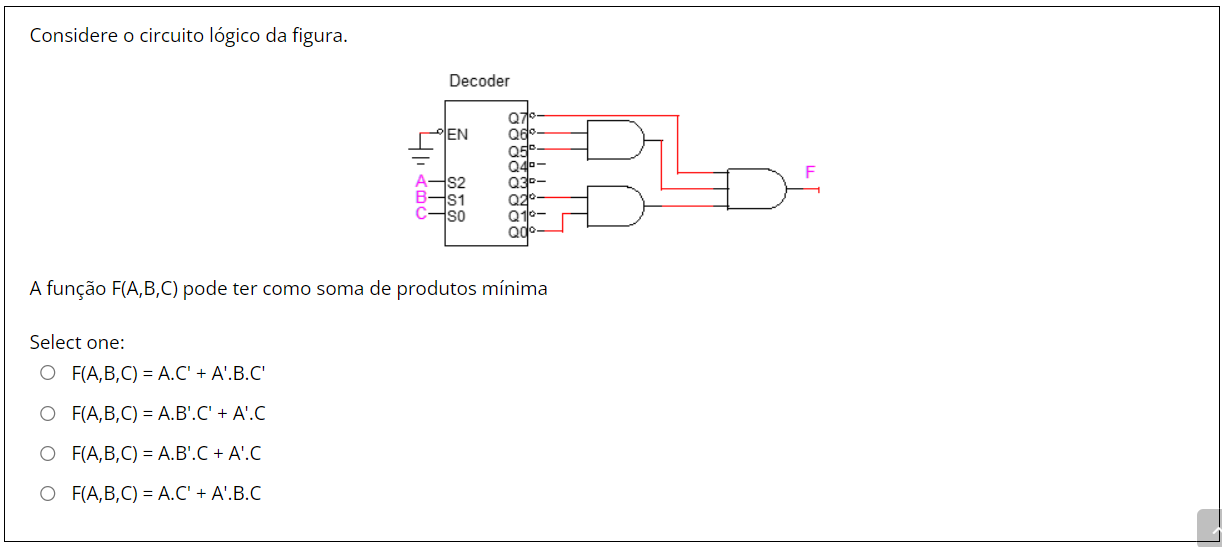 Considere o circuito lógico da figura.
Decoder
EN
A S2
B S1
C S0
Q7
Q6
Q5
Q4
Q3
Q2
Q1
Q0
F
A função F(A,B,C) pode ter como soma de produtos mínima
Select one:
F(A,B,C) = A.C' + A'.B.C'
F(A,B,C) = A.B'.C' + A'.C
F(A,B,C) = A.B'.C + A'.C
F(A,B,C) = A.C' + A'.B.C